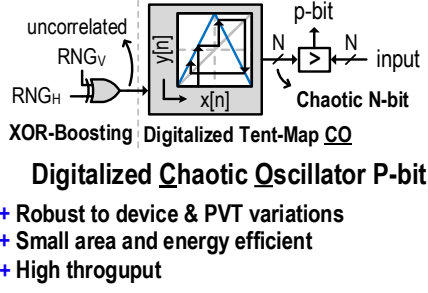 p-bit
uncorrelated
RNGV
RNGH
y[n]
x[n]
N
>
N
input
Chaotic N-bit
XOR-Boosting
Digitalized Tent-Map CO
Digitalized Chaotic Oscillator P-bit
+ Robust to device & PVT variations
+ Small area and energy efficient
+ High throguput